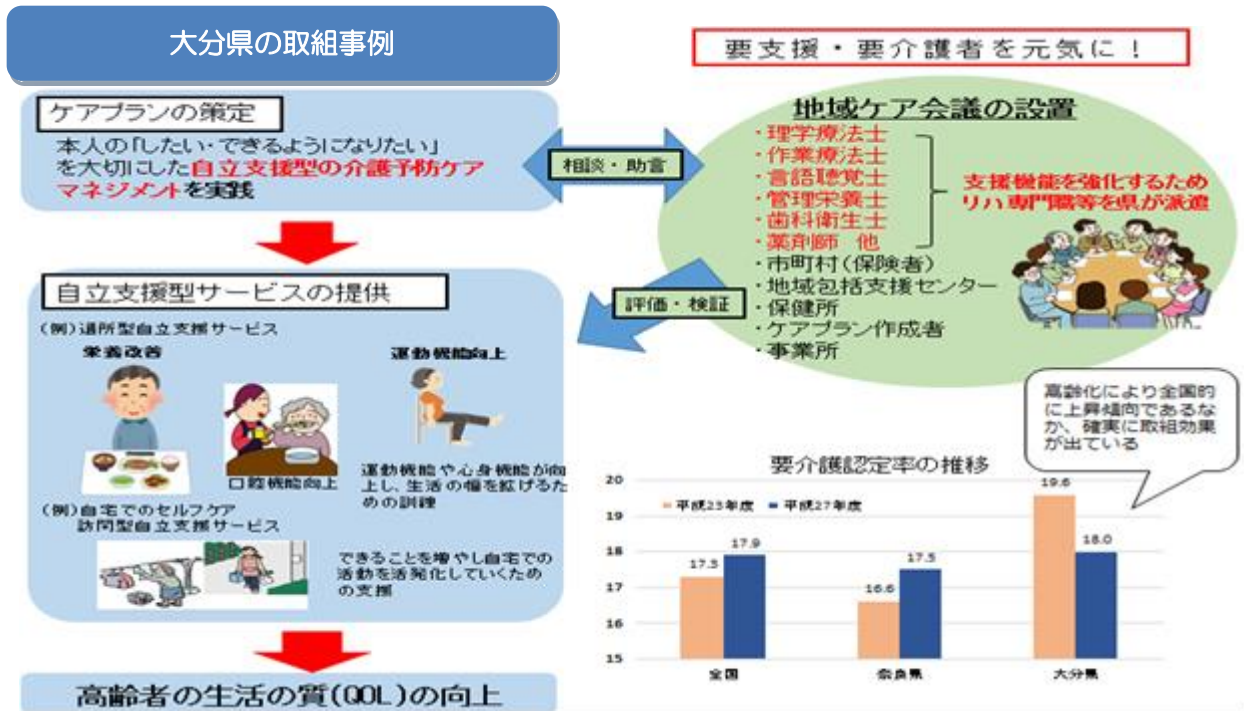 大分県の取組事例
要支援・要介護者を元気に！
ケアプランの策定
本人の「したい・できるようになりたい」
を大切にした自立支援型の介護予防ケア
マネジメントを実践
相談・助言
地域ケア会議の設置
・理学療法士
・作業療法士
・言語聴覚士
・管理栄養士
・歯科衛生士
・薬剤師　他
・市町村(保険者)
・地域包括支援センター
・保健所
・ケアプラン作成者
・事業所
支援機能を強化するため
リハ専門職等を県が派遣
評価・検証
自立支援型サービスの提供
(例)通所型自立支援サービス
栄養改善
運動機能向上
口腔機能向上
運動機能や心身機能が向
上し、生活の幅を拡げるた
めの訓練
(例)自宅でのセルフケア
訪問型自立支援サービス
できることを増やし自宅での
活動を活発化していくため
の支援
高齢者の生活の質(QOL)の向上
高齢化により全国的
に上昇傾向であるな
か、確実に取組効果
が出ている
要介護認定率の推移
平成23年度 平成27年度
20
19
18
17
16
15
17.3
17.9
16.6
17.5
19.6
18.0
全国
奈良県
大分県